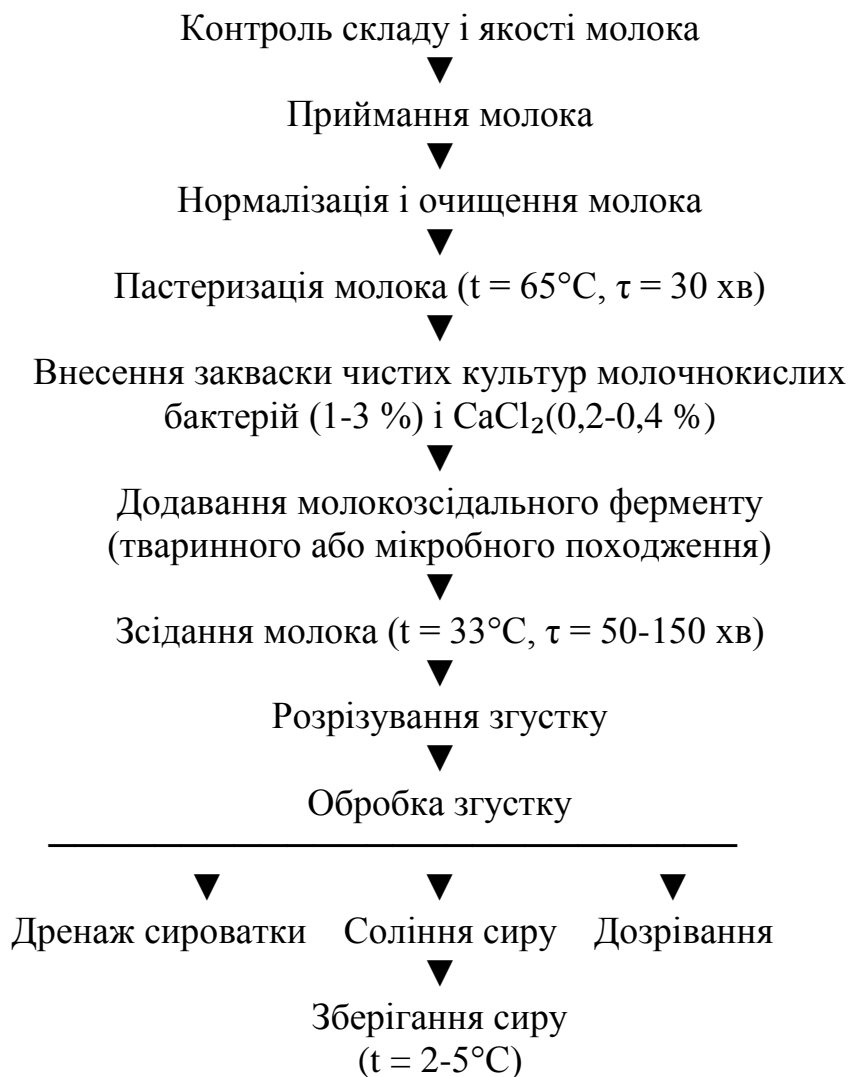 Контроль складу і якості молока
▼
Приймання молока
▼
Нормалізація і очищення молока
▼
Пастеризація молока (t = 65°C, τ = 30 хв)
▼
Внесення закваски чистих культур молочнокислих
бактерій (1-3 %) і CaCl₂(0,2-0,4 %)
▼
Додавання молокозсідального ферменту
(тваринного або мікробного походження)
▼
Зсідання молока (t = 33°C, τ = 50-150 хв)
▼
Розрізування згустку
▼
Обробка згустку
▼ ▼ ▼
Дренаж сироватки Соління сиру Дозрівання
▼
Зберігання сиру
(t = 2-5°C)